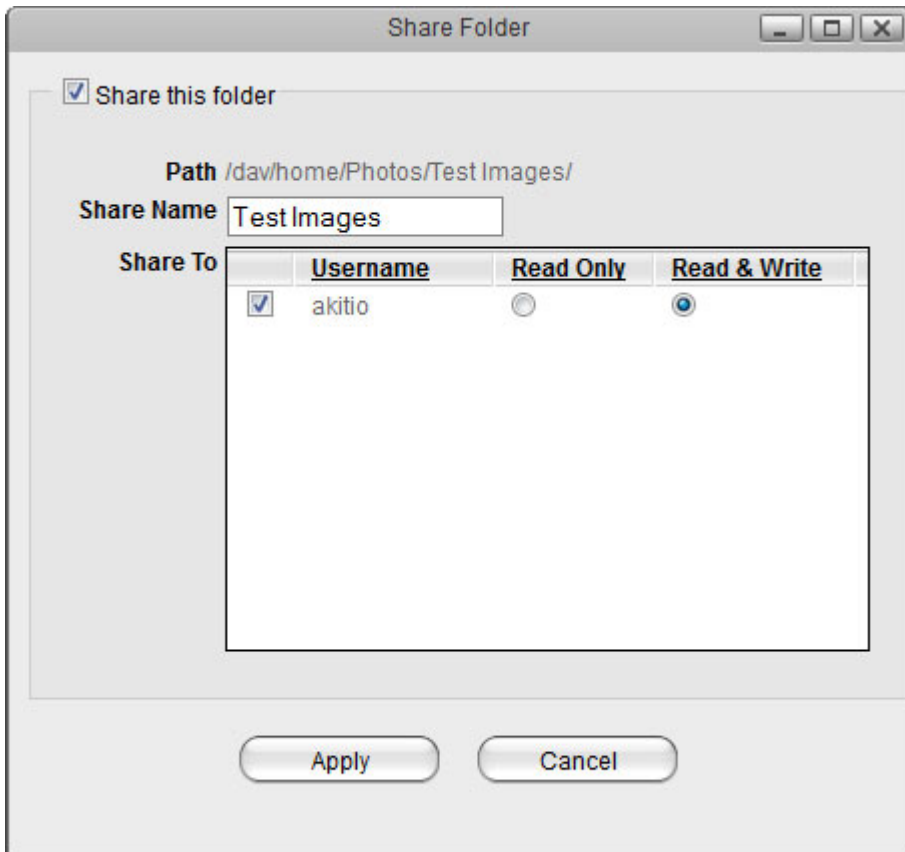 Share Folder
Share this folder
Path /dav/home/Photos/Test Images/
Share Name Test Images
Share To Username Read Only Read & Write
akitio
Apply Cancel